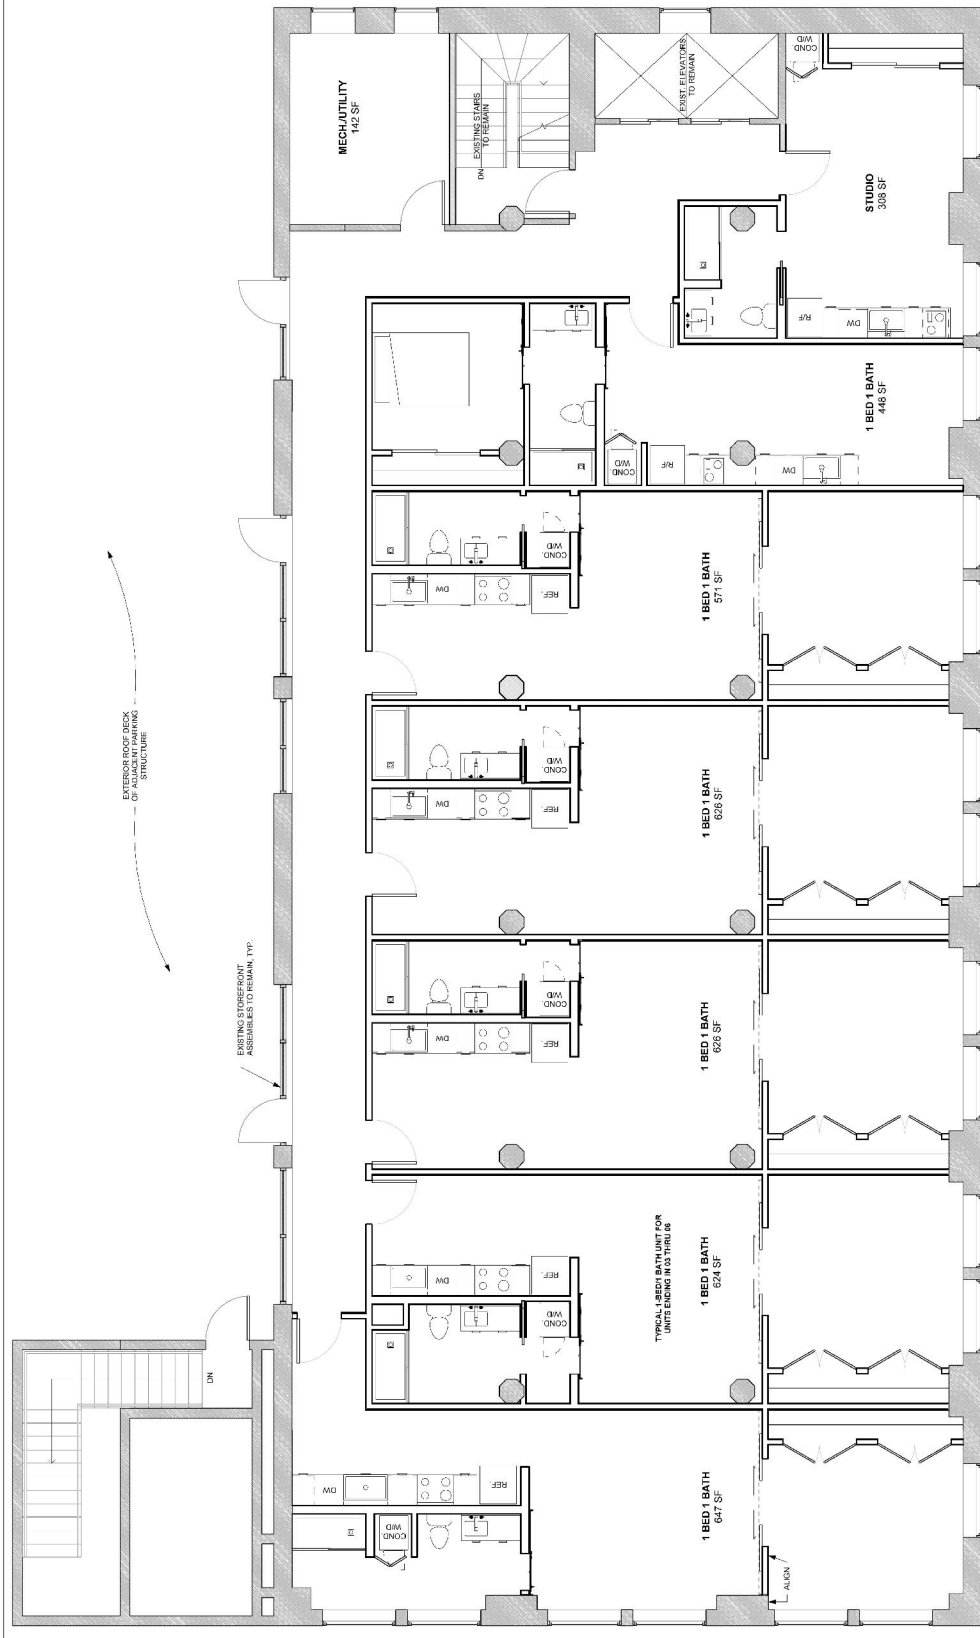 MECH./UTILITY
142 SF
EXISTING STAIRS
TO REMAIN
DN
EXIST. ELEVATORS
TO REMAIN
COND
W/D
STUDIO
308 SF
R/F
DW
1 BED 1 BATH
448 SF
COND
W/D
R/F
DW
1 BED 1 BATH
571 SF
DW
REF.
COND.
W/D
1 BED 1 BATH
626 SF
DW
REF.
COND.
W/D
1 BED 1 BATH
626 SF
DW
REF.
COND.
W/D
TYPICAL 1-BED/1 BATH UNIT FOR
UNITS ENDING IN 03 THRU 06
1 BED 1 BATH
624 SF
DW
REF.
COND.
W/D
1 BED 1 BATH
647 SF
DW
REF.
COND.
W/D
ALIGN
EXTERIOR ROOF DECK
OF ADJACENT PARKING
STRUCTURE
EXISTING STOREFRONT
ASSEMBLIES TO REMAIN, TYP.
DN